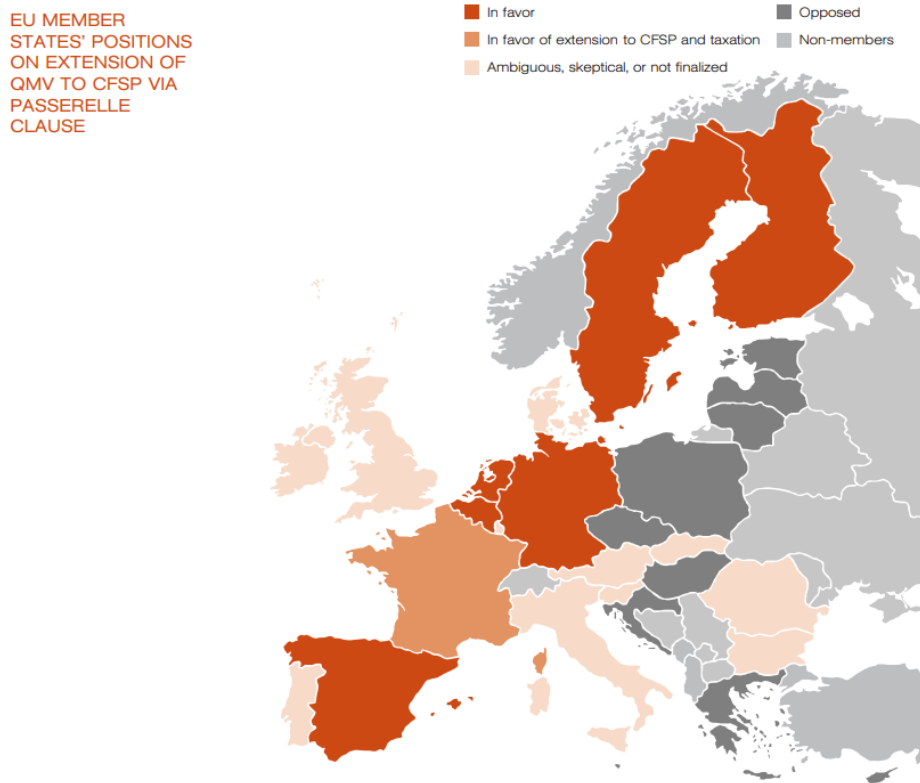 EU MEMBER
STATES' POSITIONS
ON EXTENSION OF
QMV TO CFSP VIA
PASSERELLE
CLAUSE
In favor
In favor of extension to CFSP and taxation
Ambiguous, skeptical, or not finalized
Opposed
Non-members